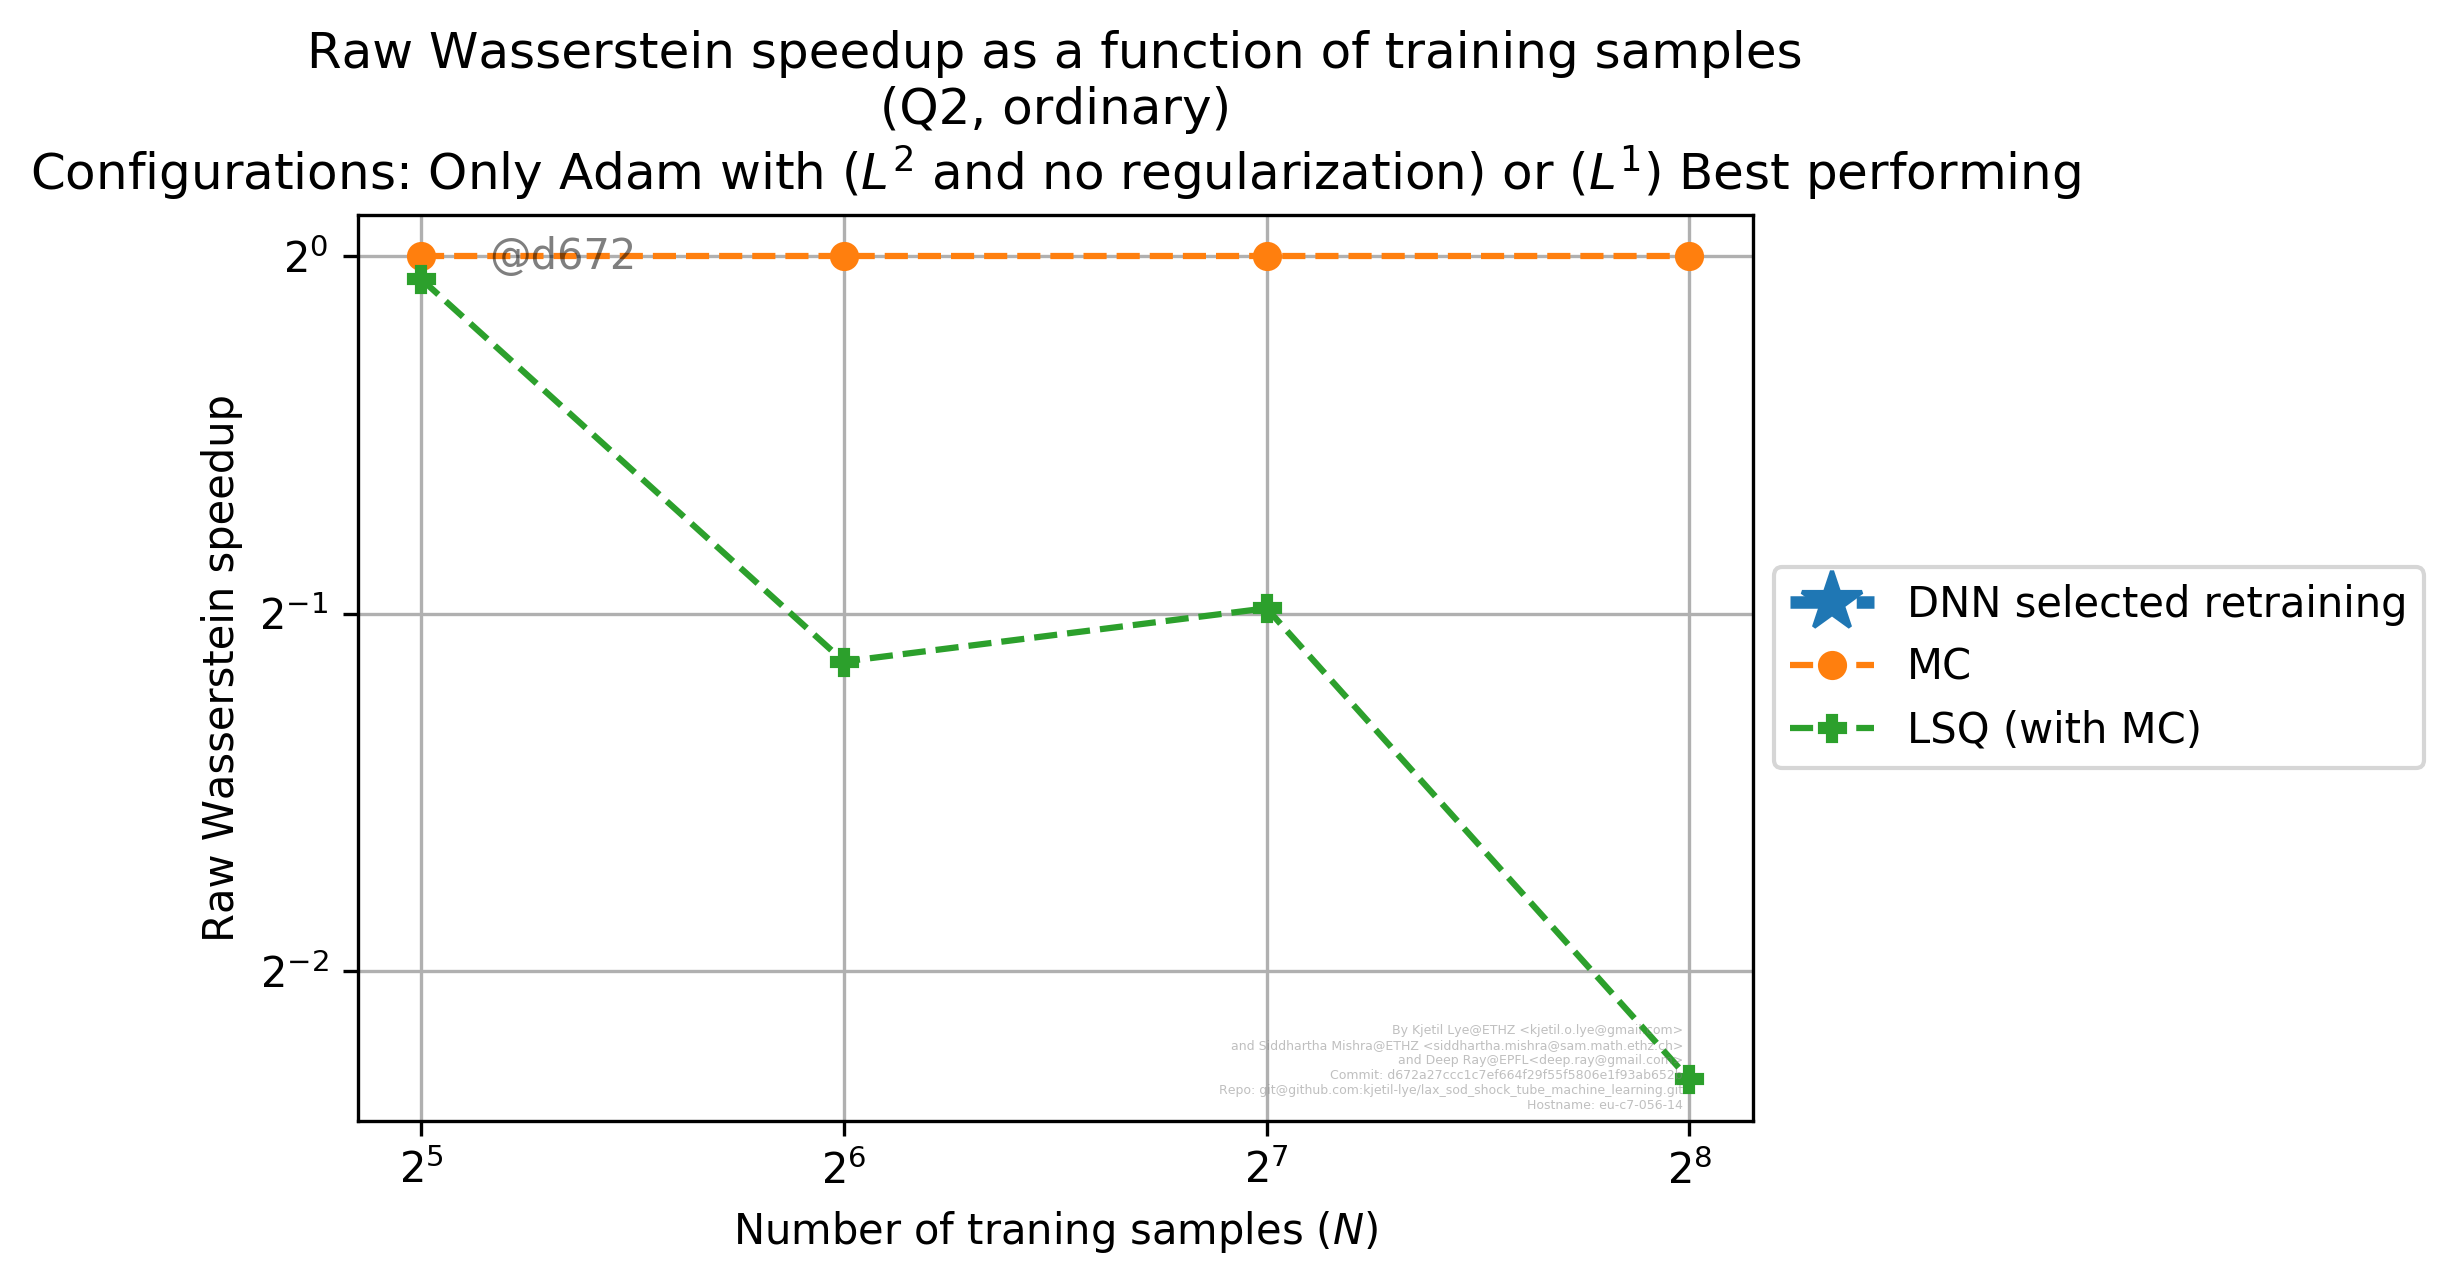 Raw Wasserstein speedup as a function of training samples
(Q2, ordinary)
Configurations: Only Adam with (L² and no regularization) or (L¹) Best performing
2⁰
@d672
2⁻¹
2⁻²
Raw Wasserstein speedup
DNN selected retraining
MC
LSQ (with MC)
By Kjetil Lye@ETHZ <kjetil.o.lye@gmail.com>
and Siddhartha Mishra@ETHZ <siddhartha.mishra@sam.math.ethz.ch>
and Deep Ray@EPFL<deep.ray@gmail.com>
Commit:
Repo: git@github.com:kjetil-lye/lax_sod_shock_tube_machine_learning.git
Hostname: eu-c7-056-14
2⁵ 2⁶ 2⁷ 2⁸
Number of traning samples (N)